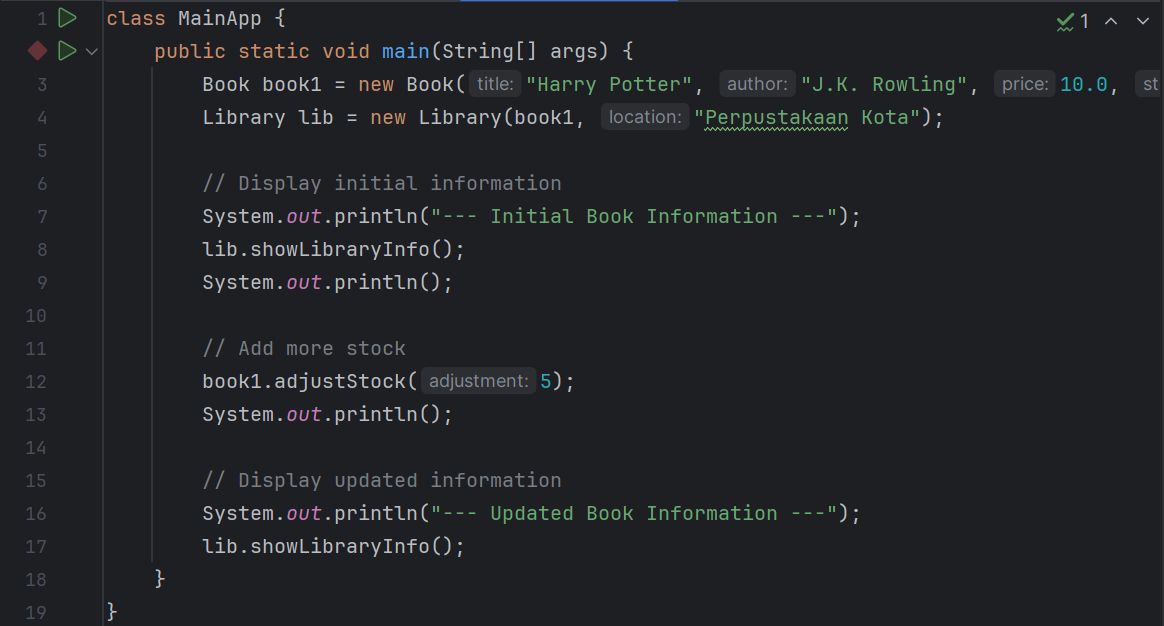 1 class MainApp {
public static void main(String[] args) {
3 Book book1 = new Book( title: "Harry Potter", author: "J.K. Rowling", price: 10.0, st
4 Library lib = new Library(book1, location: "Perpustakaan Kota");
5
6 // Display initial information
7 System.out.println("--- Initial Book Information ---");
8 lib.showLibraryInfo();
9 System.out.println();
10
11 // Add more stock
12 book1.adjustStock( adjustment: 5);
13 System.out.println();
14
15 // Display updated information
16 System.out.println("--- Updated Book Information ---");
17 lib.showLibraryInfo();
18 }
19 }
1